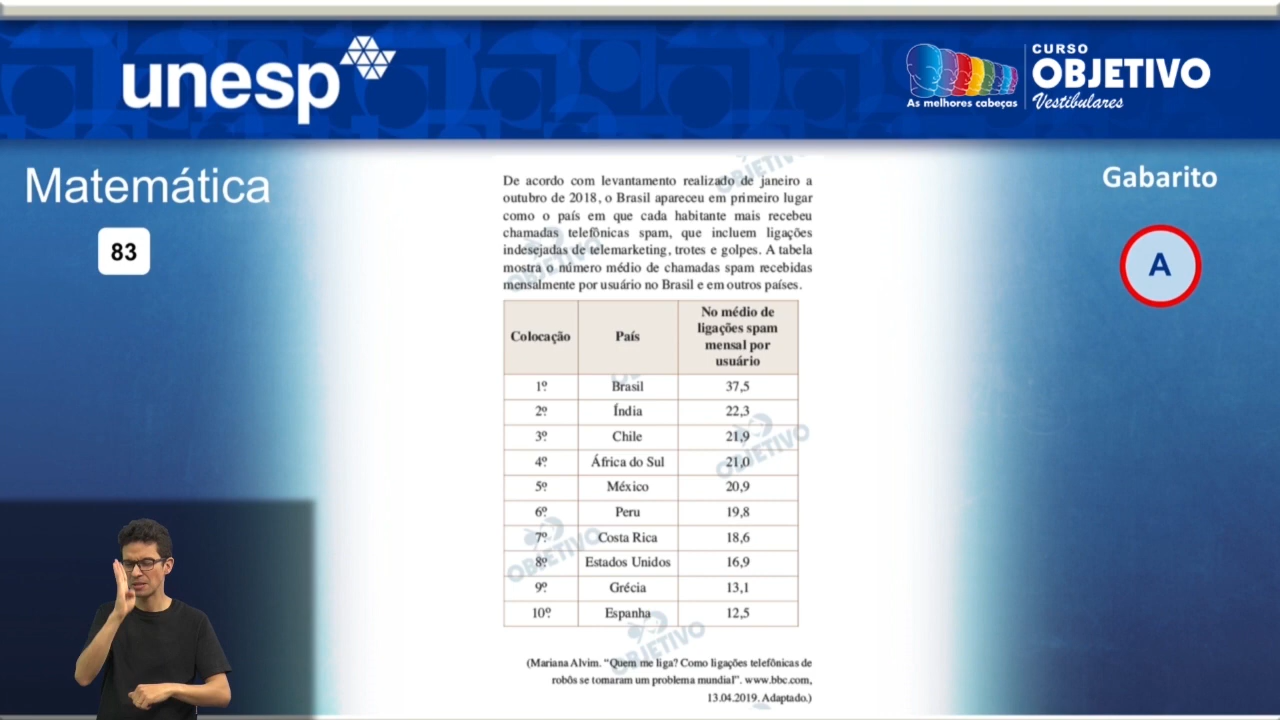 unesp
CURSO
OBJETIVO
Vestibulares
As melhores cabeças
Matemática
83
Gabarito
A
De acordo com levantamento realizado de janeiro a
outubro de 2018, o Brasil apareceu em primeiro lugar
como o país em que cada habitante mais recebeu
chamadas telefônicas spam, que incluem ligações
indesejadas de telemarketing, trotes e golpes. A tabela
mostra o número médio de chamadas spam recebidas
mensalmente por usuário no Brasil e em outros países.
Colocação País No médio de
ligações spam
mensal por
usuário
1º Brasil 37,5
2º Índia 22,3
3º Chile 21,9
4º África do Sul 21,0
5º México 20,9
6º Peru 19,8
7º Costa Rica 18,6
8º Estados Unidos 16,9
9º Grécia 13,1
10º Espanha 12,5
(Mariana Alvim. “Quem me liga? Como ligações telefônicas de
robôs se tornaram um problema mundial”. www.bbc.com,
13.04.2019. Adaptado.)
OBJETIVO
OBJETIVO
OBJETIVO
OBJETIVO
OBJETIVO